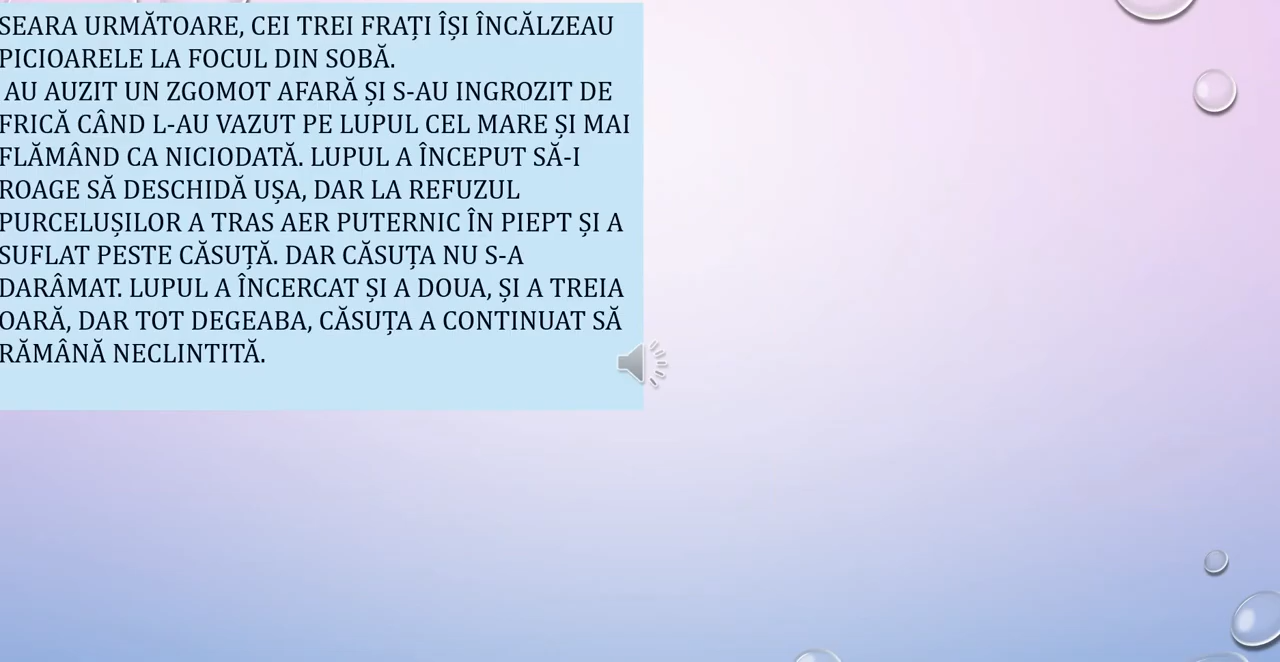 SEARA URMĂTOARE, CEI TREI FRAȚI ÎȘI ÎNCĂLZEAU
PICIOARELE LA FOCUL DIN SOBĂ.
AU AUZIT UN ZGOMOT AFARĂ ȘI S-AU INGROZIT DE
FRICĂ CÂND L-AU VAZUT PE LUPUL CEL MARE ȘI MAI
FLĂMÂND CA NICIODATĂ. LUPUL A ÎNCEPUT SĂ-I
ROAGE SĂ DESCHIDĂ UȘA, DAR LA REFUZUL
PURCELUȘILOR A TRAS AER PUTERNIC ÎN PIEPT ȘI A
SUFLAT PESTE CĂSUȚĂ. DAR CĂSUȚA NU S-A
DARÂMAT. LUPUL A ÎNCERCAT ȘI A DOUA, ȘI A TREIA
OARĂ, DAR TOT DEGEABA, CĂSUȚA A CONTINUAT SĂ
RĂMÂNĂ NECLINTITĂ.